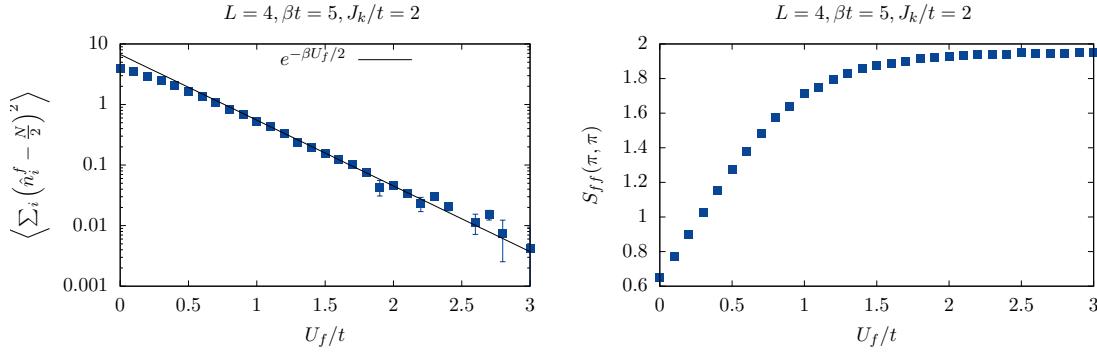 L = 4, βt = 5, J_k/t = 2
e^{−βU_f/2}
⟨∑_i (n̂_i^f − N/2)^2⟩
10
1
0.1
0.01
0.001
0 0.5 1 1.5 2 2.5 3
U_f/t
L = 4, βt = 5, J_k/t = 2
S_{ff}(π, π)
2
1.8
1.6
1.4
1.2
1
0.8
0.6
0 0.5 1 1.5 2 2.5 3
U_f/t